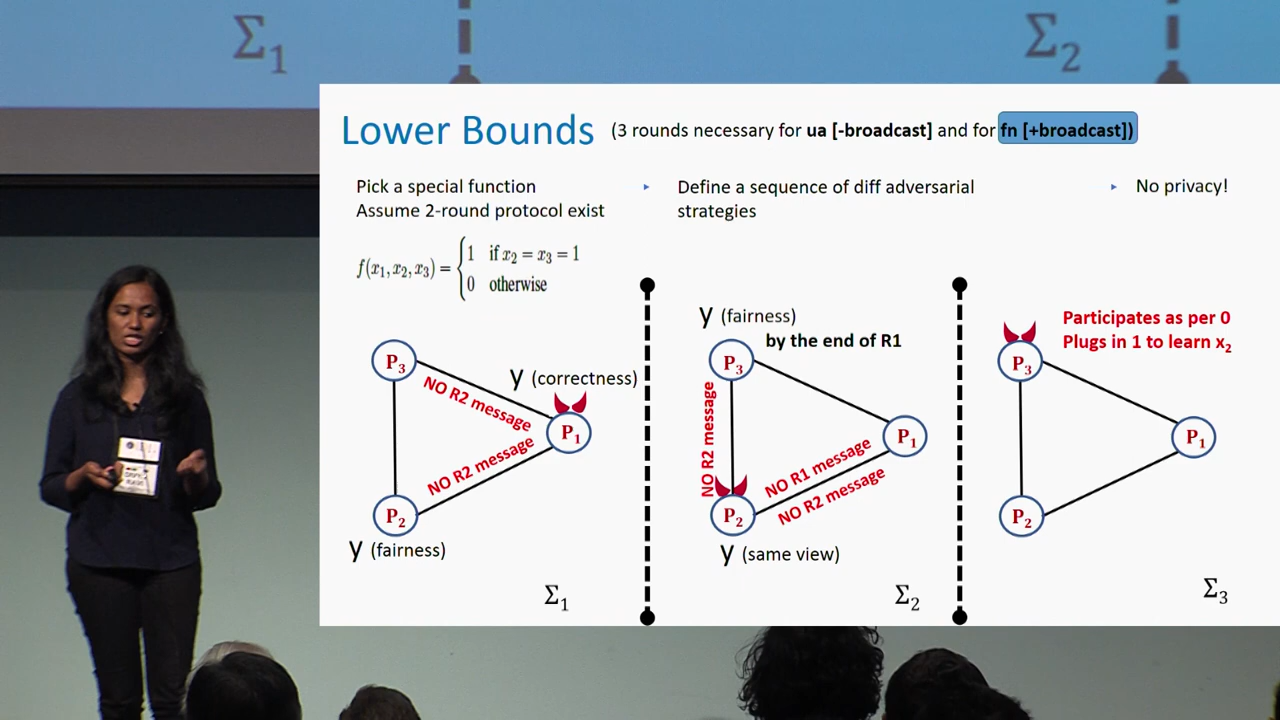 Σ1
Σ2
Lower Bounds (3 rounds necessary for ua [-broadcast] and for fn [+broadcast])
Pick a special function
Assume 2-round protocol exist
▸ Define a sequence of diff adversarial
strategies
▸ No privacy!
f(x1, x2, x3) = { 1 if x2 = x3 = 1
0 otherwise
P3
NO R2 message
y (correctness)
P1
NO R2 message
P2
y (fairness)
Σ1
y (fairness)
by the end of R1
P3
NO R2 message
P1
NO R1 message
NO R2 message
P2
y (same view)
Σ2
Participates as per 0
Plugs in 1 to learn x2
P3
P1
P2
Σ3